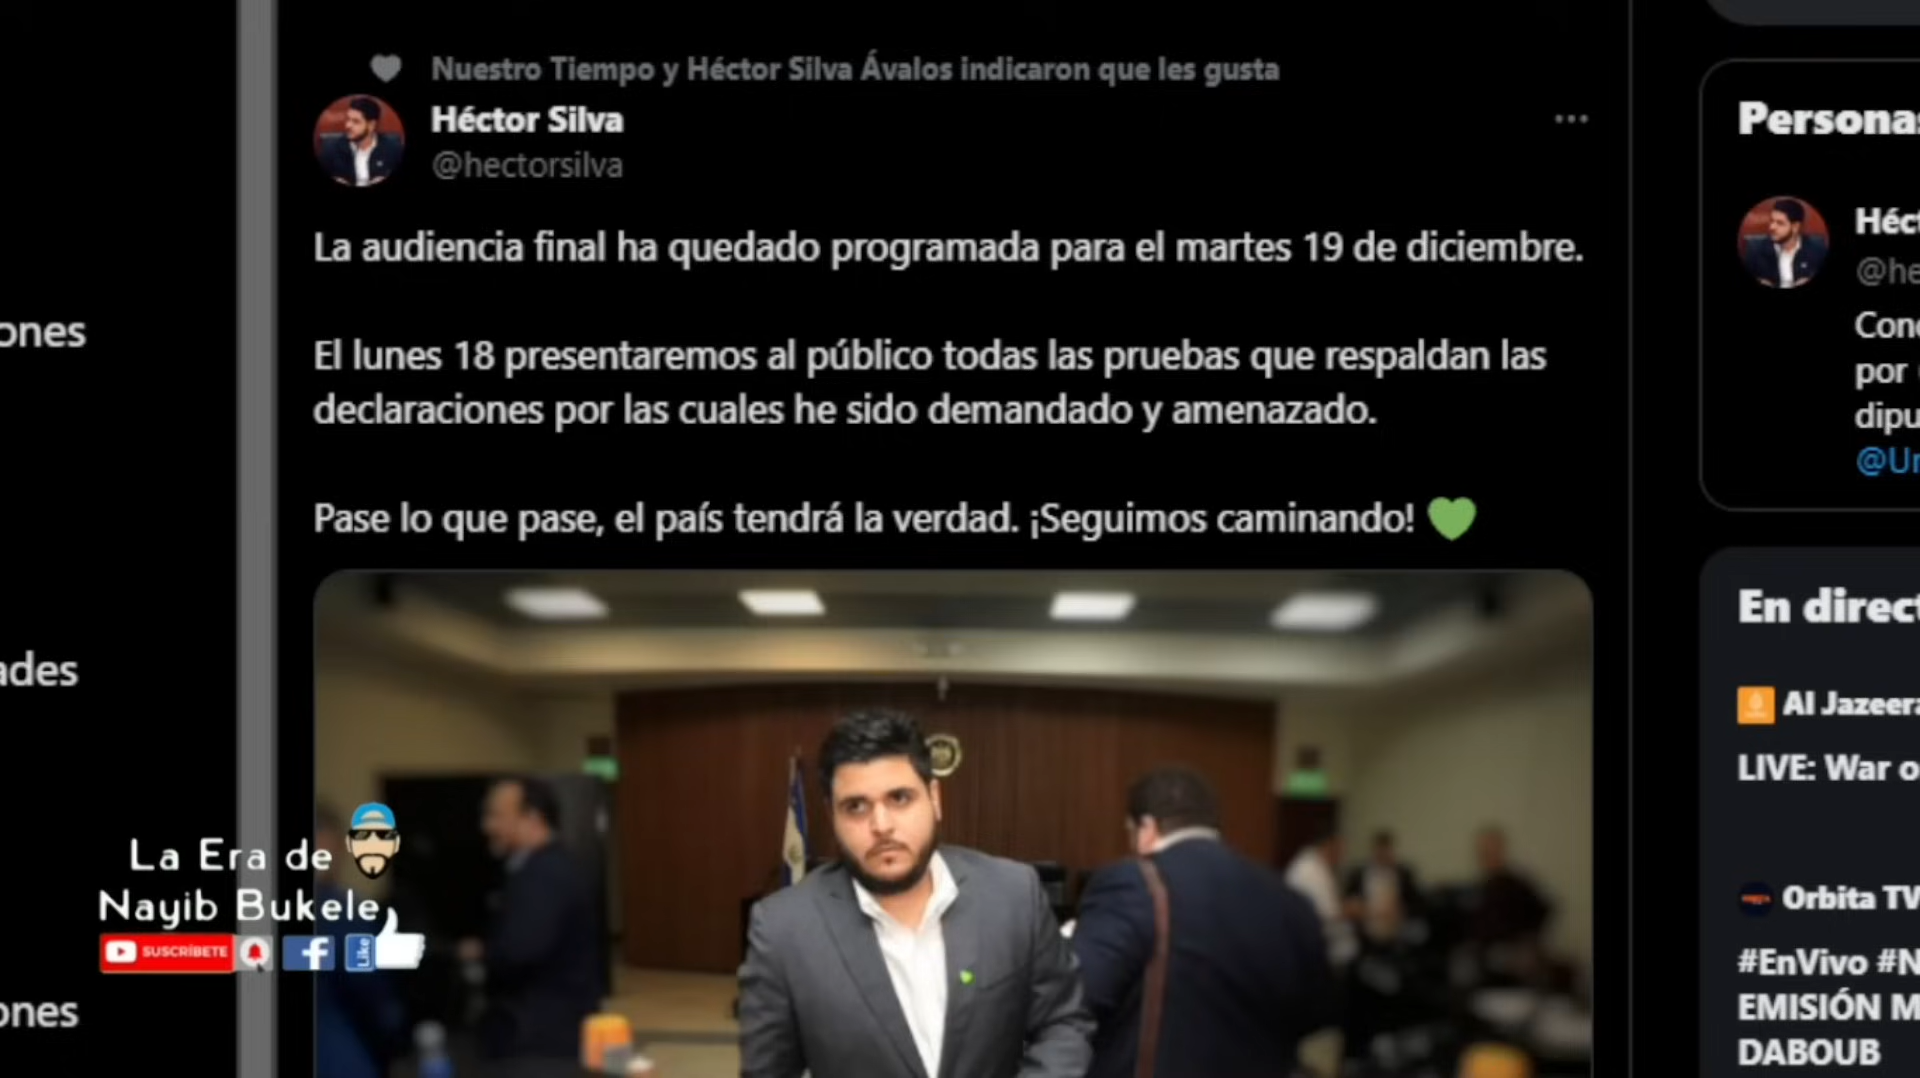 Nuestro Tiempo y Héctor Silva Ávalos indicaron que les gusta
Héctor Silva
@hectorsilva
La audiencia final ha quedado programada para el martes 19 de diciembre.
El lunes 18 presentaremos al público todas las pruebas que respaldan las
declaraciones por las cuales he sido demandado y amenazado.
Pase lo que pase, el país tendrá la verdad. ¡Seguimos caminando! 💚
ones
ades
ones
La Era de
Nayib Bukele
SUSCRÍBETE
Like
Personas
Héct
@he
Cond
por
dipu
@Un
En direct
Al Jazeera
LIVE: War o
Orbita TV
#EnVivo #N
EMISIÓN M
DABOUB